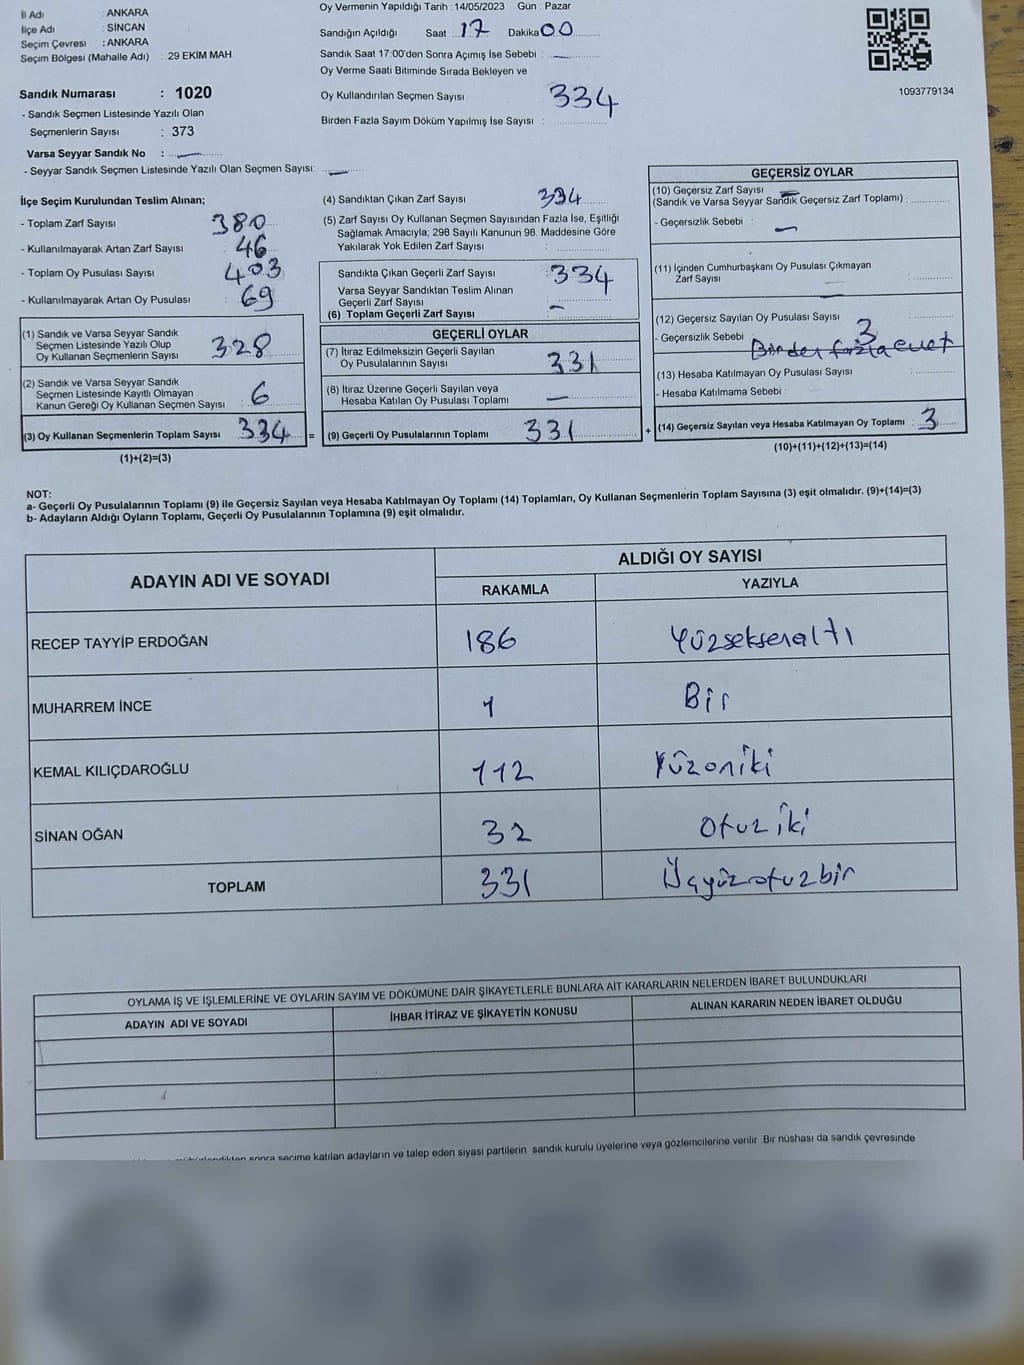 İl Adı : ANKARA
İlçe Adı : SİNCAN
Seçim Çevresi : ANKARA
Seçim Bölgesi (Mahalle Adı) : 29 EKİM MAH
Sandık Numarası : 1020
- Sandık Seçmen Listesinde Yazılı Olan
Seçmenlerin Sayısı : 373
Varsa Seyyar Sandık No : —
- Seyyar Sandık Seçmen Listesinde Yazılı Olan Seçmen Sayısı: —
Oy Vermenin Yapıldığı Tarih : 14/05/2023 Gün : Pazar
Sandığın Açıldığı Saat 17 Dakika 00
Sandık Saat 17:00'den Sonra Açımış İse Sebebi : —
Oy Verme Saati Bitiminde Sırada Bekleyen ve
Oy Kullandırılan Seçmen Sayısı 334
Birden Fazla Sayım Döküm Yapılmış İse Sayısı :
1093779134
İlçe Seçim Kurulundan Teslim Alınan;
- Toplam Zarf Sayısı 380
- Kullanılmayarak Artan Zarf Sayısı 46
- Toplam Oy Pusulası Sayısı 403
- Kullanılmayarak Artan Oy Pusulası : 69
(1) Sandık ve Varsa Seyyar Sandık
Seçmen Listesinde Yazılı Olup
Oy Kullanan Seçmenlerin Sayısı 328
(2) Sandık ve Varsa Seyyar Sandık
Seçmen Listesinde Kayıtlı Olmayan
Kanun Gereği Oy Kullanan Seçmen Sayısı : 6
(3) Oy Kullanan Seçmenlerin Toplam Sayısı 334 =
(1)+(2)=(3)
(4) Sandıktan Çıkan Zarf Sayısı 334
(5) Zarf Sayısı Oy Kullanan Seçmen Sayısından Fazla İse, Eşitliği
Sağlamak Amacıyla; 298 Sayılı Kanunun 98. Maddesine Göre
Yakılarak Yok Edilen Zarf Sayısı :
Sandıkta Çıkan Geçerli Zarf Sayısı : 334
Varsa Seyyar Sandıktan Teslim Alınan
Geçerli Zarf Sayısı : —
(6) Toplam Geçerli Zarf Sayısı
GEÇERLİ OYLAR
(7) İtiraz Edilmeksizin Geçerli Sayılan
Oy Pusulalarının Sayısı : 331
(8) İtiraz Üzerine Geçerli Sayılan veya
Hesaba Katılan Oy Pusulası Toplamı : —
(9) Geçerli Oy Pusulalarının Toplamı 331 +
GEÇERSİZ OYLAR
(10) Geçersiz Zarf Sayısı —
(Sandık ve Varsa Seyyar Sandık Geçersiz Zarf Toplamı) :
- Geçersizlik Sebebi : —
(11) İçinden Cumhurbaşkanı Oy Pusulası Çıkmayan
Zarf Sayısı : —
(12) Geçersiz Sayılan Oy Pusulası Sayısı : 3
- Geçersizlik Sebebi : Birden fazla evet
(13) Hesaba Katılmayan Oy Pusulası Sayısı :
- Hesaba Katılmama Sebebi :
(14) Geçersiz Sayılan veya Hesaba Katılmayan Oy Toplamı : 3
(10)+(11)+(12)+(13)=(14)
NOT:
a- Geçerli Oy Pusulalarının Toplamı (9) ile Geçersiz Sayılan veya Hesaba Katılmayan Oy Toplamı (14) Toplamları, Oy Kullanan Seçmenlerin Toplam Sayısına (3) eşit olmalıdır. (9)+(14)=(3)
b- Adayların Aldığı Oyların Toplamı, Geçerli Oy Pusulalarının Toplamına (9) eşit olmalıdır.
ADAYIN ADI VE SOYADI ALDIĞI OY SAYISI
RAKAMLA YAZIYLA
RECEP TAYYİP ERDOĞAN 186 Yüzseksenaltı
MUHARREM İNCE 1 Bir
KEMAL KILIÇDAROĞLU 112 Yüzoniki
SİNAN OĞAN 32 Otuz iki
TOPLAM 331 Üçyüzotuzbir
OYLAMA İŞ VE İŞLEMLERİNE VE OYLARIN SAYIM VE DÖKÜMÜNE DAİR ŞİKAYETLERLE BUNLARA AİT KARARLARIN NELERDEN İBARET BULUNDUKLARI
ADAYIN ADI VE SOYADI İHBAR İTİRAZ VE ŞİKAYETİN KONUSU ALINAN KARARIN NEDEN İBARET OLDUĞU
sonra seçime katılan adayların ve talep eden siyasi partilerin sandık kurulu üyelerine veya gözlemcilerine verilir. Bir nüshası da sandık çevresinde